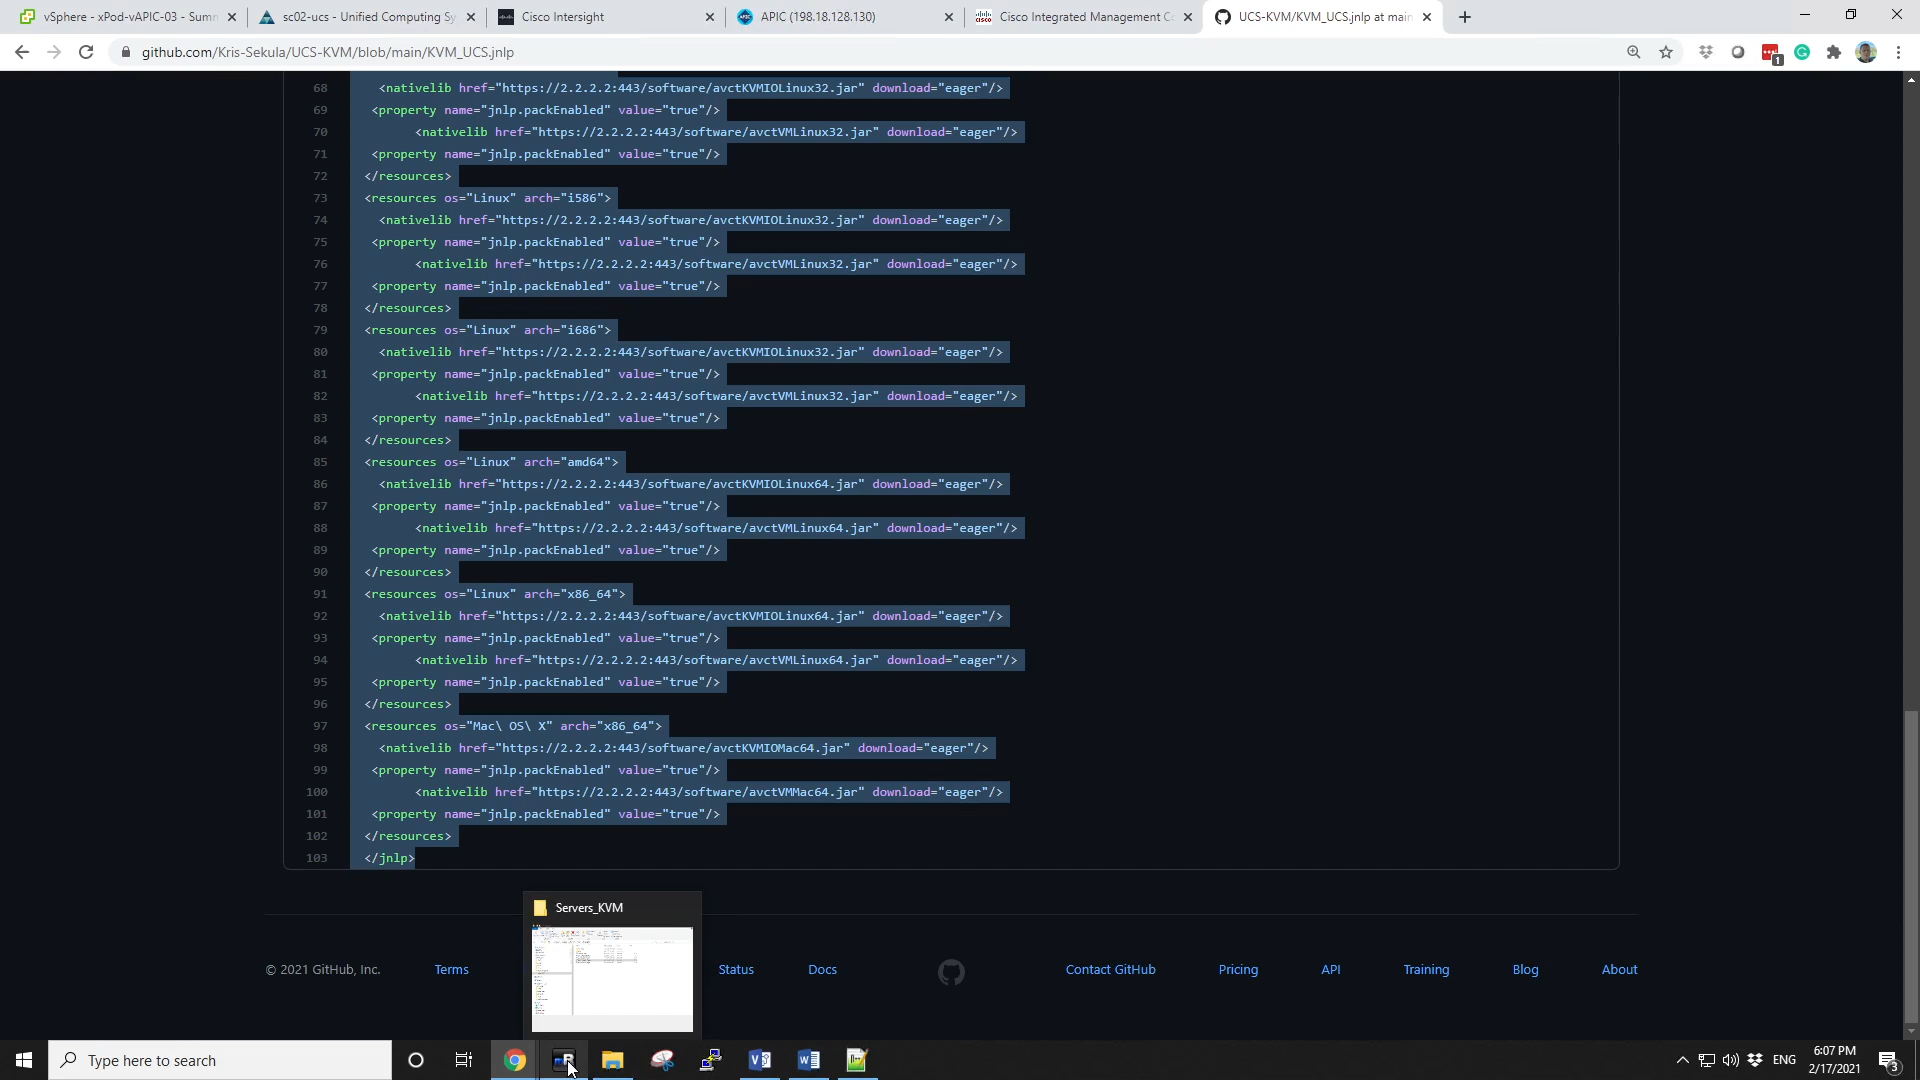 vSphere - xPod-vAPIC-03 - Summ
sc02-ucs - Unified Computing Sy
Cisco Intersight
APIC (198.18.128.130)
Cisco Integrated Management Co
UCS-KVM/KVM_UCS.jnlp at main
github.com/Kris-Sekula/UCS-KVM/blob/main/KVM_UCS.jnlp
68 <nativelib href="https://2.2.2.2:443/software/avctKVMIOLinux32.jar" download="eager"/>
69 <property name="jnlp.packEnabled" value="true"/>
70 <nativelib href="https://2.2.2.2:443/software/avctVMLinux32.jar" download="eager"/>
71 <property name="jnlp.packEnabled" value="true"/>
72 </resources>
73 <resources os="Linux" arch="i586">
74 <nativelib href="https://2.2.2.2:443/software/avctKVMIOLinux32.jar" download="eager"/>
75 <property name="jnlp.packEnabled" value="true"/>
76 <nativelib href="https://2.2.2.2:443/software/avctVMLinux32.jar" download="eager"/>
77 <property name="jnlp.packEnabled" value="true"/>
78 </resources>
79 <resources os="Linux" arch="i686">
80 <nativelib href="https://2.2.2.2:443/software/avctKVMIOLinux32.jar" download="eager"/>
81 <property name="jnlp.packEnabled" value="true"/>
82 <nativelib href="https://2.2.2.2:443/software/avctVMLinux32.jar" download="eager"/>
83 <property name="jnlp.packEnabled" value="true"/>
84 </resources>
85 <resources os="Linux" arch="amd64">
86 <nativelib href="https://2.2.2.2:443/software/avctKVMIOLinux64.jar" download="eager"/>
87 <property name="jnlp.packEnabled" value="true"/>
88 <nativelib href="https://2.2.2.2:443/software/avctVMLinux64.jar" download="eager"/>
89 <property name="jnlp.packEnabled" value="true"/>
90 </resources>
91 <resources os="Linux" arch="x86_64">
92 <nativelib href="https://2.2.2.2:443/software/avctKVMIOLinux64.jar" download="eager"/>
93 <property name="jnlp.packEnabled" value="true"/>
94 <nativelib href="https://2.2.2.2:443/software/avctVMLinux64.jar" download="eager"/>
95 <property name="jnlp.packEnabled" value="true"/>
96 </resources>
97 <resources os="Mac\ OS\ X" arch="x86_64">
98 <nativelib href="https://2.2.2.2:443/software/avctKVMIOMac64.jar" download="eager"/>
99 <property name="jnlp.packEnabled" value="true"/>
100 <nativelib href="https://2.2.2.2:443/software/avctVMMac64.jar" download="eager"/>
101 <property name="jnlp.packEnabled" value="true"/>
102 </resources>
103 </jnlp>
Servers_KVM
© 2021 GitHub, Inc. Terms Status Docs Contact GitHub Pricing API Training Blog About
Type here to search
ENG
6:07 PM
2/17/2021
3